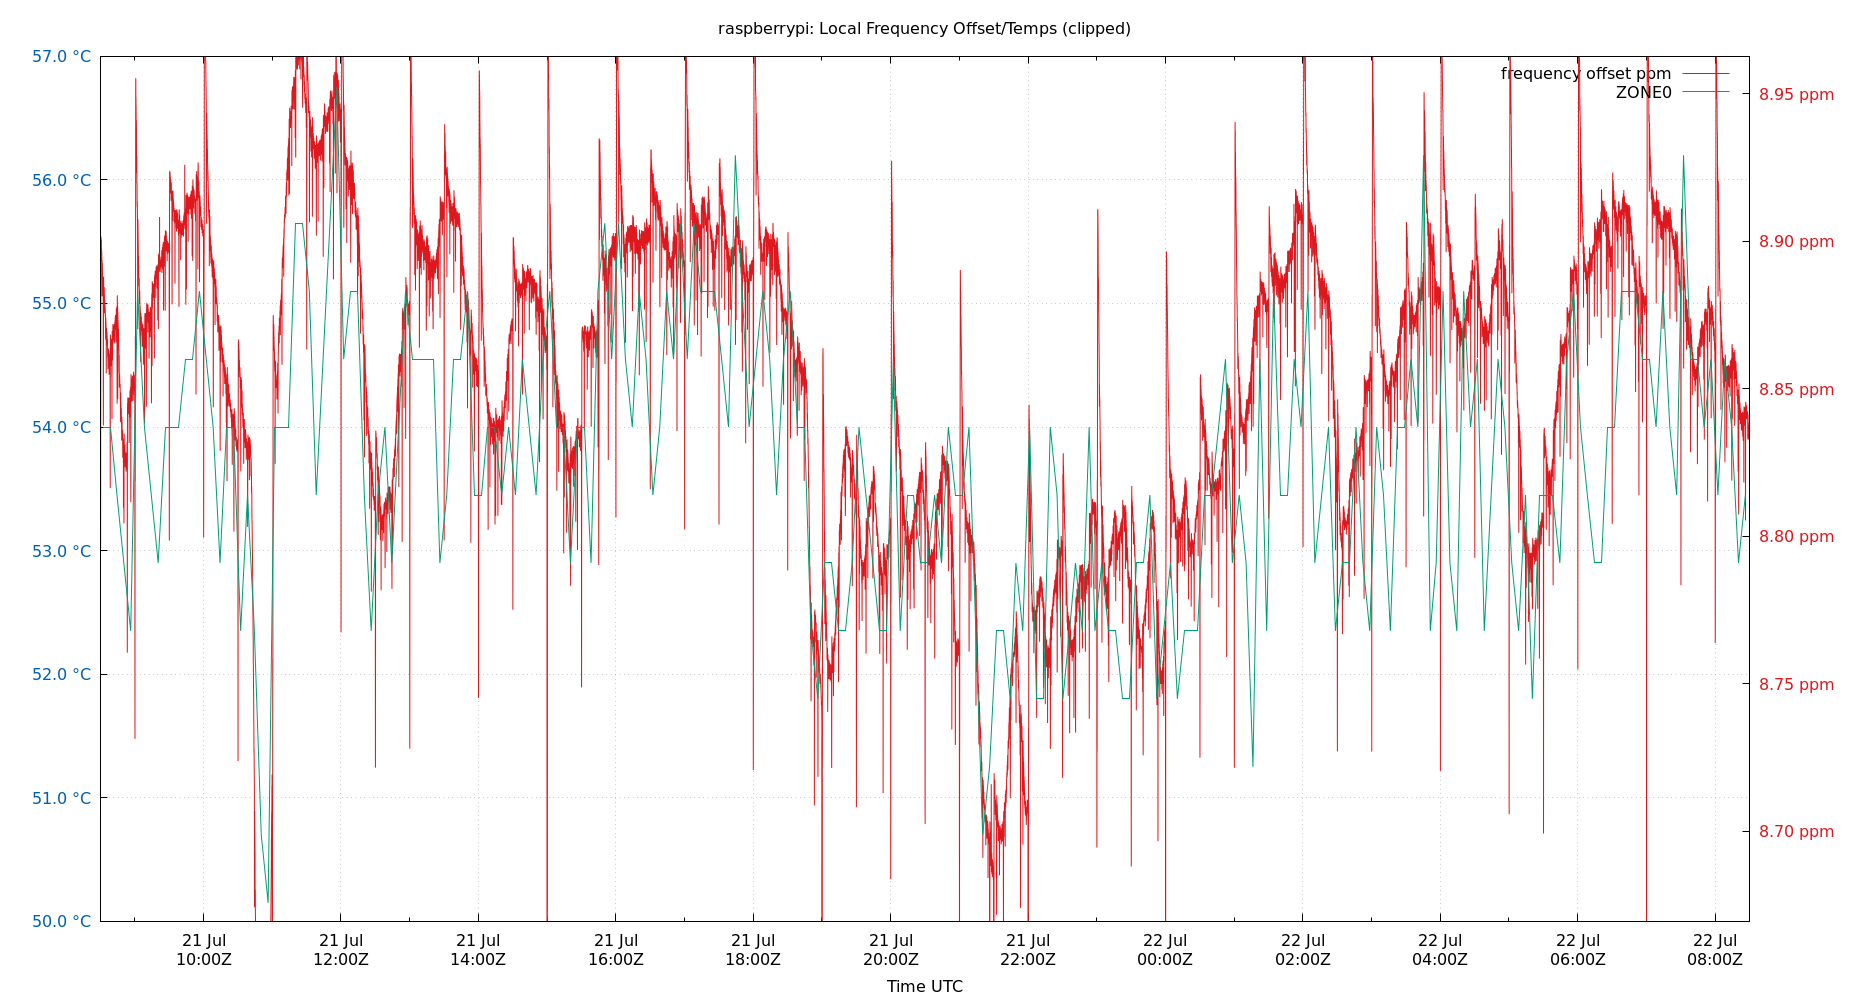 raspberrypi: Local Frequency Offset/Temps (clipped)
57.0 °C
56.0 °C
55.0 °C
54.0 °C
53.0 °C
52.0 °C
51.0 °C
50.0 °C
frequency offset ppm
ZONE0
8.95 ppm
8.90 ppm
8.85 ppm
8.80 ppm
8.75 ppm
8.70 ppm
21 Jul
10:00Z
21 Jul
12:00Z
21 Jul
14:00Z
21 Jul
16:00Z
21 Jul
18:00Z
21 Jul
20:00Z
21 Jul
22:00Z
22 Jul
00:00Z
22 Jul
02:00Z
22 Jul
04:00Z
22 Jul
06:00Z
22 Jul
08:00Z
Time UTC